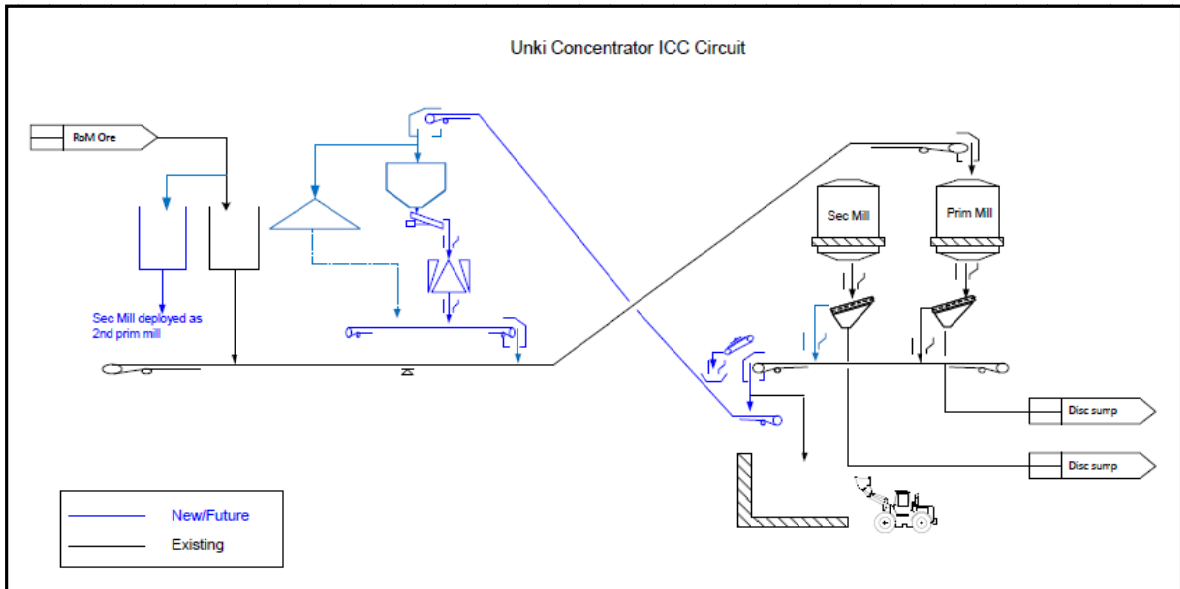 Unki Concentrator ICC Circuit
RoM Ore
Sec Mill
Prim Mill
Sec Mill deployed as
2nd prim mill
Disc sump
Disc sump
New/Future
Existing